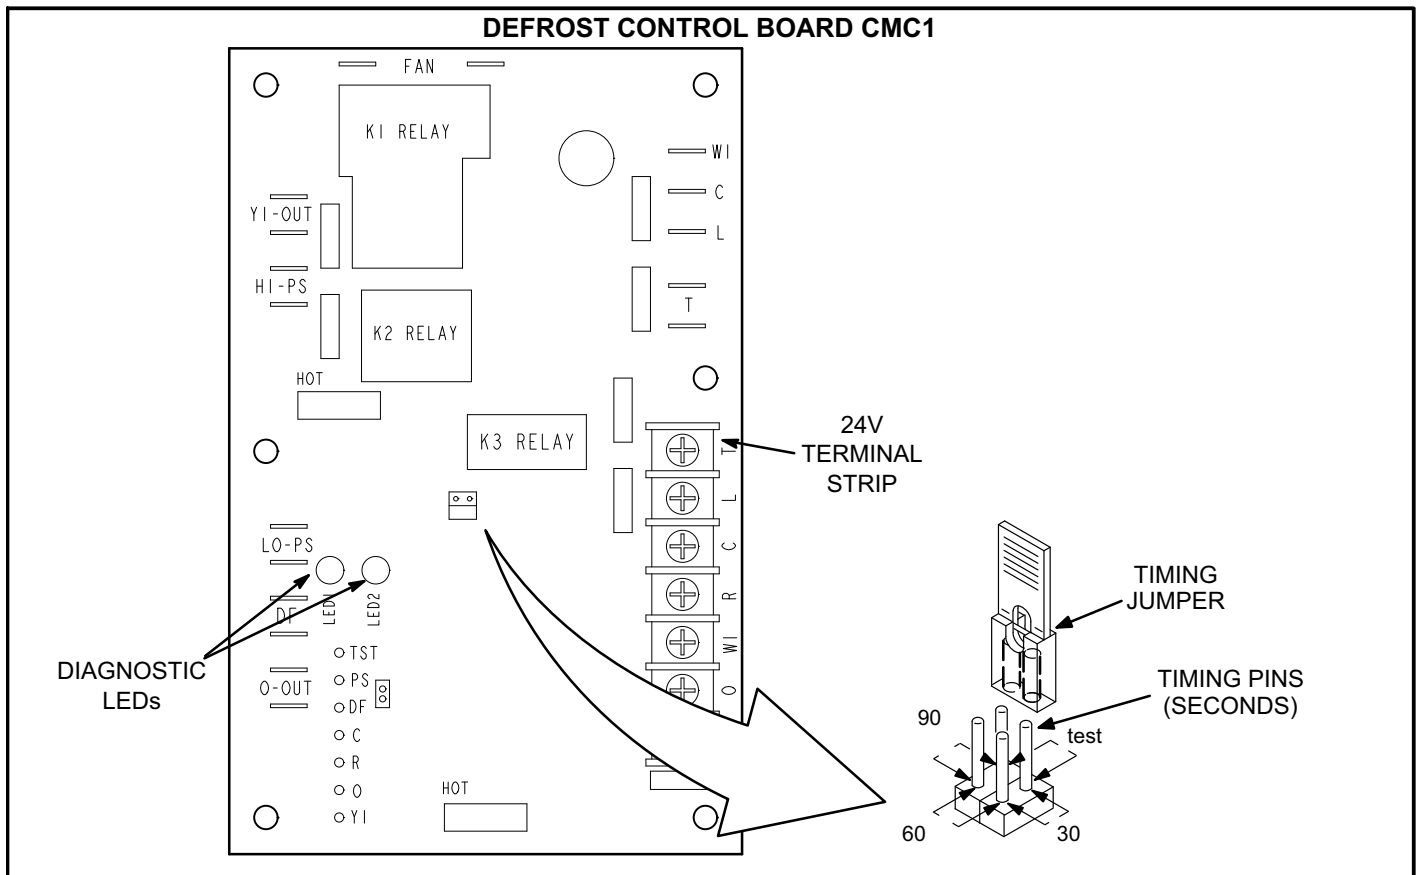 DEFROST CONTROL BOARD CMC1
FAN
K1 RELAY
W1
C
L
Y1-OUT
HI-PS
T
K2 RELAY
HOT
K3 RELAY
24V
TERMINAL
STRIP
T
L
C
R
W1
O
LO-PS
DF
LED1
LED2
DIAGNOSTIC
LEDs
O-OUT
TST
PS
DF
C
R
O
Y1
HOT
TIMING
JUMPER
TIMING PINS
(SECONDS)
90
test
60
30